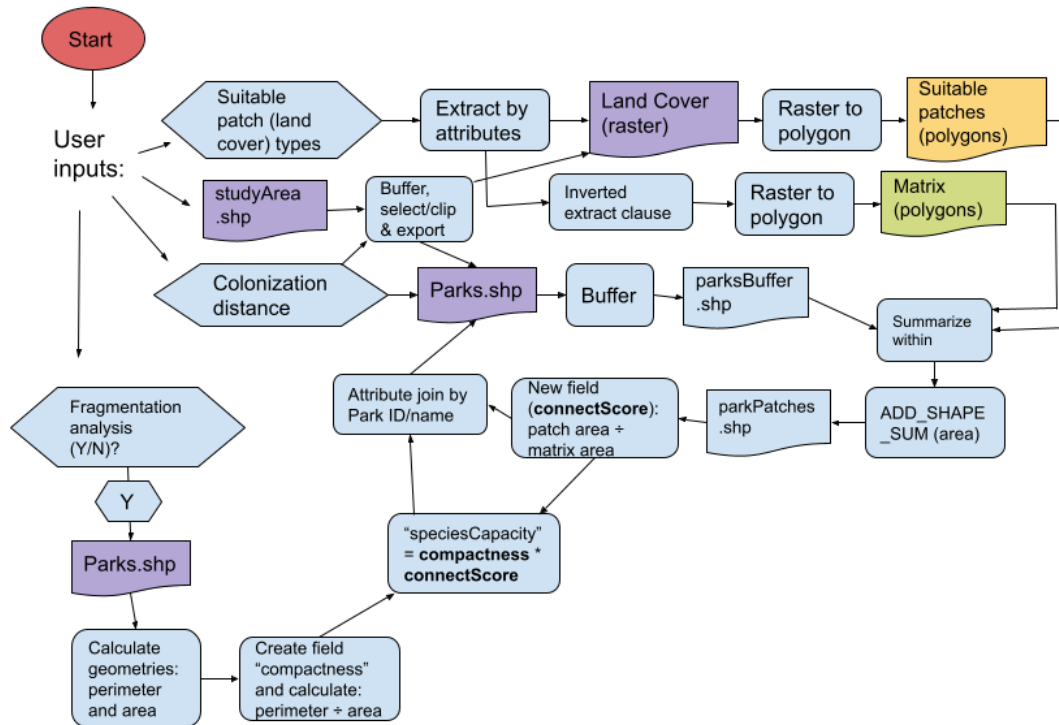 Start
User
inputs:
Suitable
patch (land
cover) types
Extract by
attributes
Land Cover
(raster)
Raster to
polygon
Suitable
patches
(polygons)
studyArea
.shp
Buffer,
select/clip
& export
Inverted
extract clause
Raster to
polygon
Matrix
(polygons)
Colonization
distance
Parks.shp
Buffer
parksBuffer
.shp
Summarize
within
Fragmentation
analysis
(Y/N)?
Attribute join by
Park ID/name
New field
(connectScore):
patch area ÷
matrix area
parkPatches
.shp
ADD_SHAPE
_SUM (area)
Y
Parks.shp
"speciesCapacity"
= compactness *
connectScore
Calculate
geometries:
perimeter
and area
Create field
"compactness"
and calculate:
perimeter ÷ area